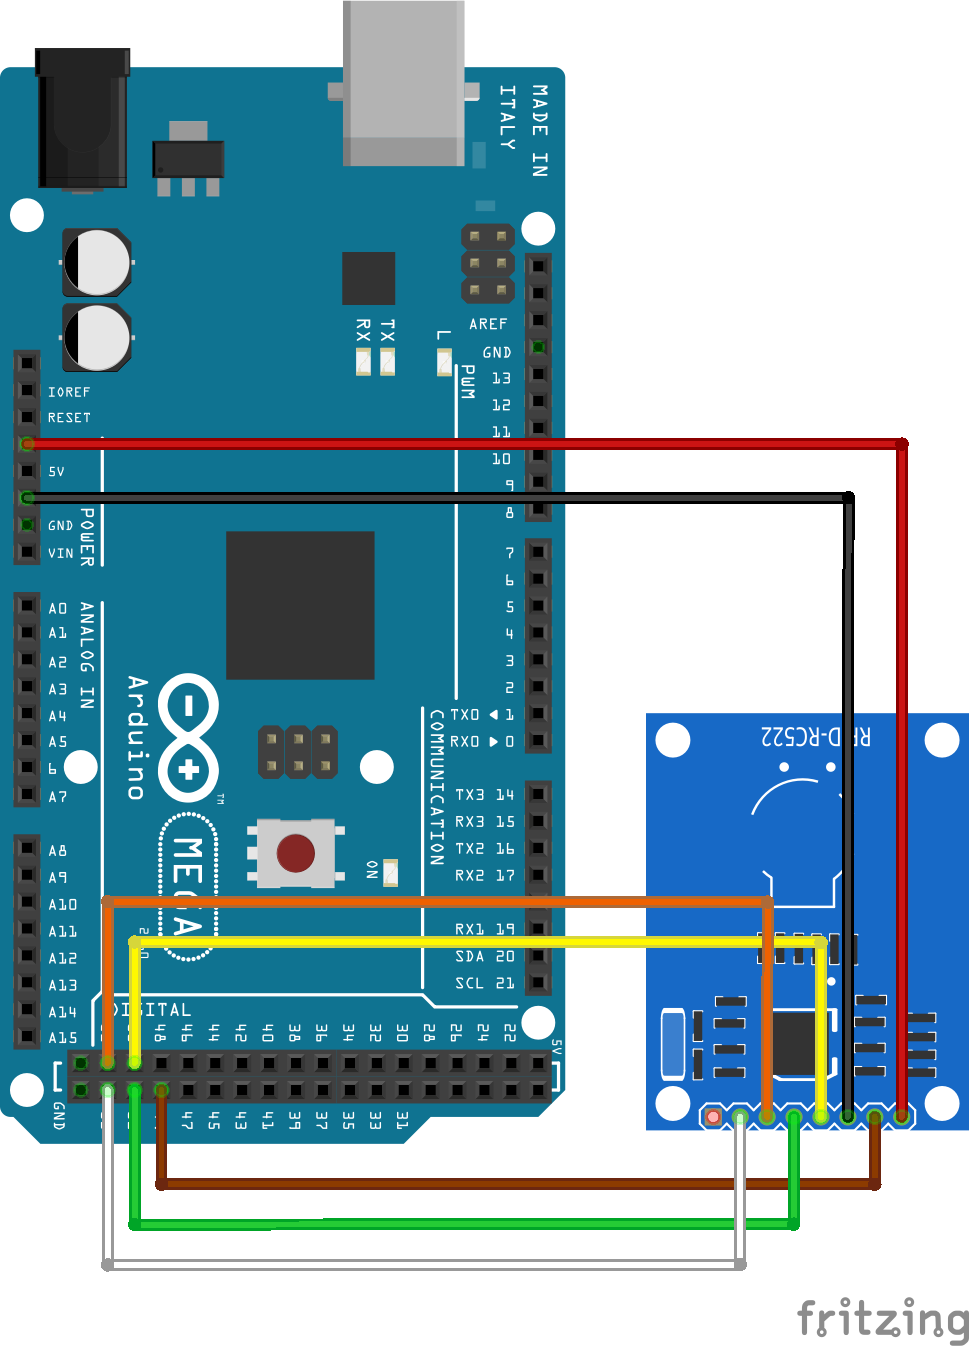 MADE IN
ITALY
AREF
GND
13
12
11
10
9
8
RX
TX
L
PWM
IOREF
RESET
5V
GND
VIN
POWER
7
6
5
4
3
2
TX0 ◀ 1
RX0 ▶ 0
A0
A1
A2
A3
A4
A5
6
A7
ANALOG IN
Arduino
TM
MEGA
ON
COMMUNICATION
TX3 14
RX3 15
TX2 16
RX2 17
RX1 19
SDA 20
SCL 21
A8
A9
A10
A11
A12
A13
A14
A15
DIGITAL
48
46
44
42
40
38
36
34
32
30
28
26
24
22
5V
GND
47
45
43
41
39
37
35
33
31
RFID-RC522
fritzing